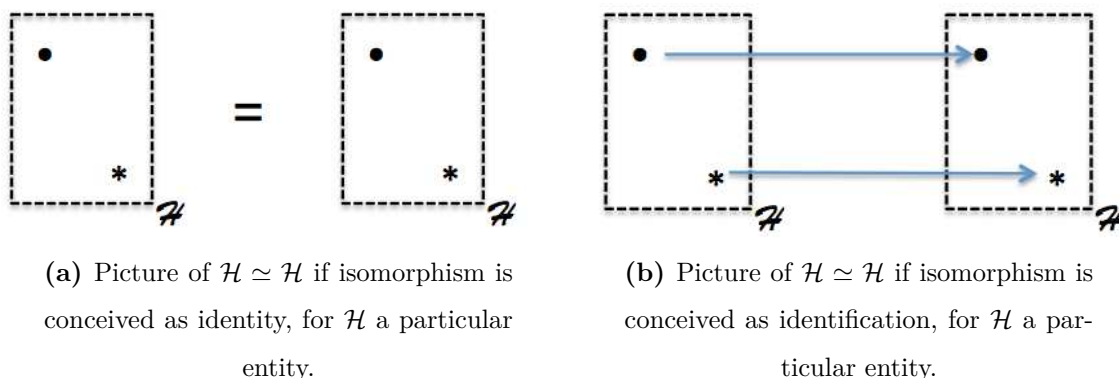 =
* *
ℋ ℋ
* *
ℋ ℋ
(a) Picture of ℋ ≃ ℋ if isomorphism is
conceived as identity, for ℋ a particular
entity.
(b) Picture of ℋ ≃ ℋ if isomorphism is
conceived as identification, for ℋ a par-
ticular entity.